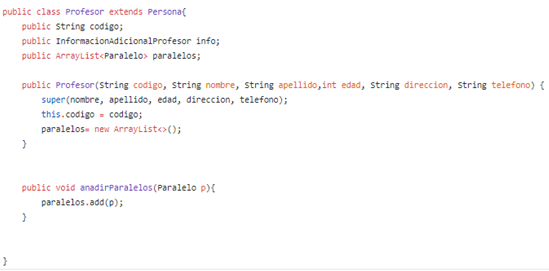 public class Profesor extends Persona{
public String codigo;
public InformacionAdicionalProfesor info;
public ArrayList<Paralelo> paralelos;
public Profesor(String codigo, String nombre, String apellido,int edad, String direccion, String telefono) {
super(nombre, apellido, edad, direccion, telefono);
this.codigo = codigo;
paralelos= new ArrayList<>();
}
public void anadirParalelos(Paralelo p){
paralelos.add(p);
}
}